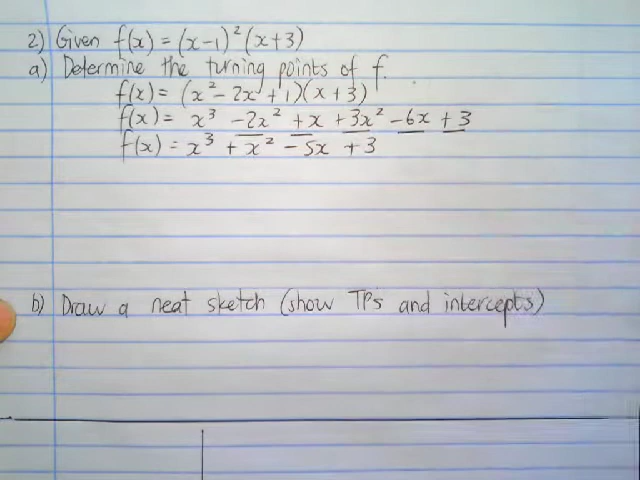 2) Given f(x) = (x-1)²(x+3)
a) Determine the turning points of f.
f(x) = (x² - 2x + 1)(x + 3)
f(x) = x³ - 2x² + x + 3x² - 6x + 3
f(x) = x³ + x² - 5x + 3
b) Draw a neat sketch (show TPs and intercepts)